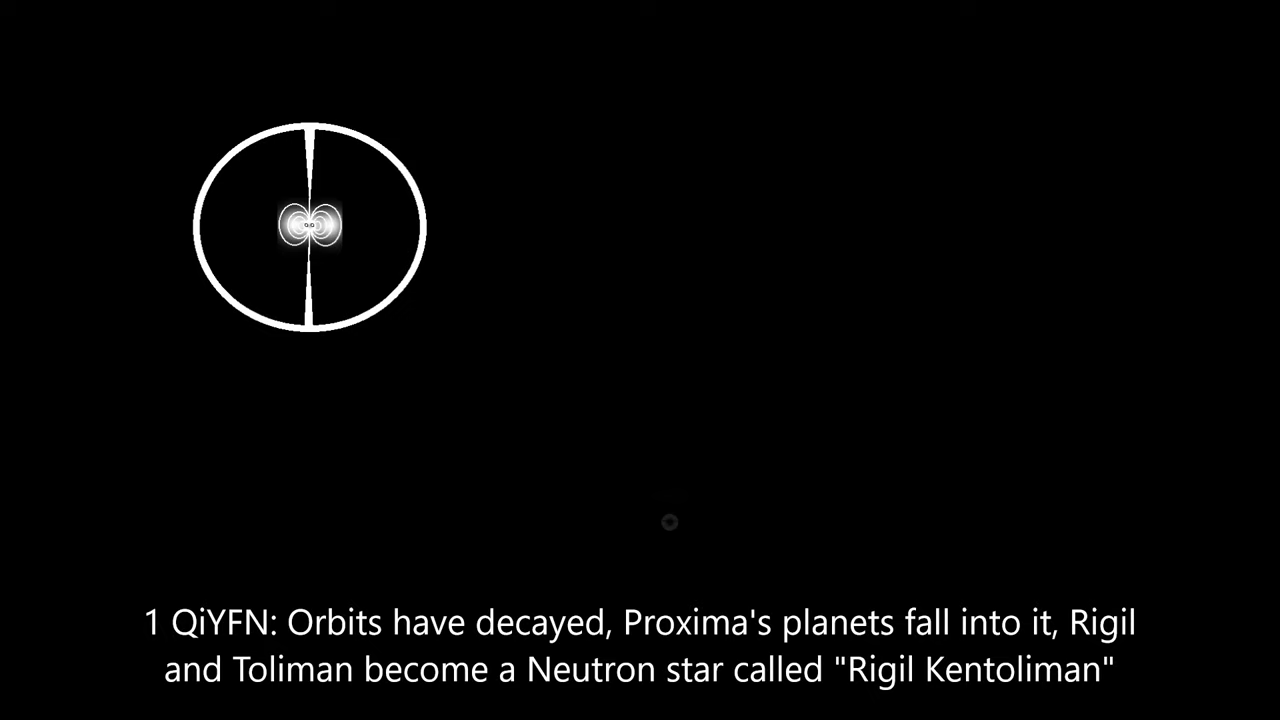 1 QiYFN: Orbits have decayed, Proxima's planets fall into it, Rigil
and Toliman become a Neutron star called "Rigil Kentoliman"